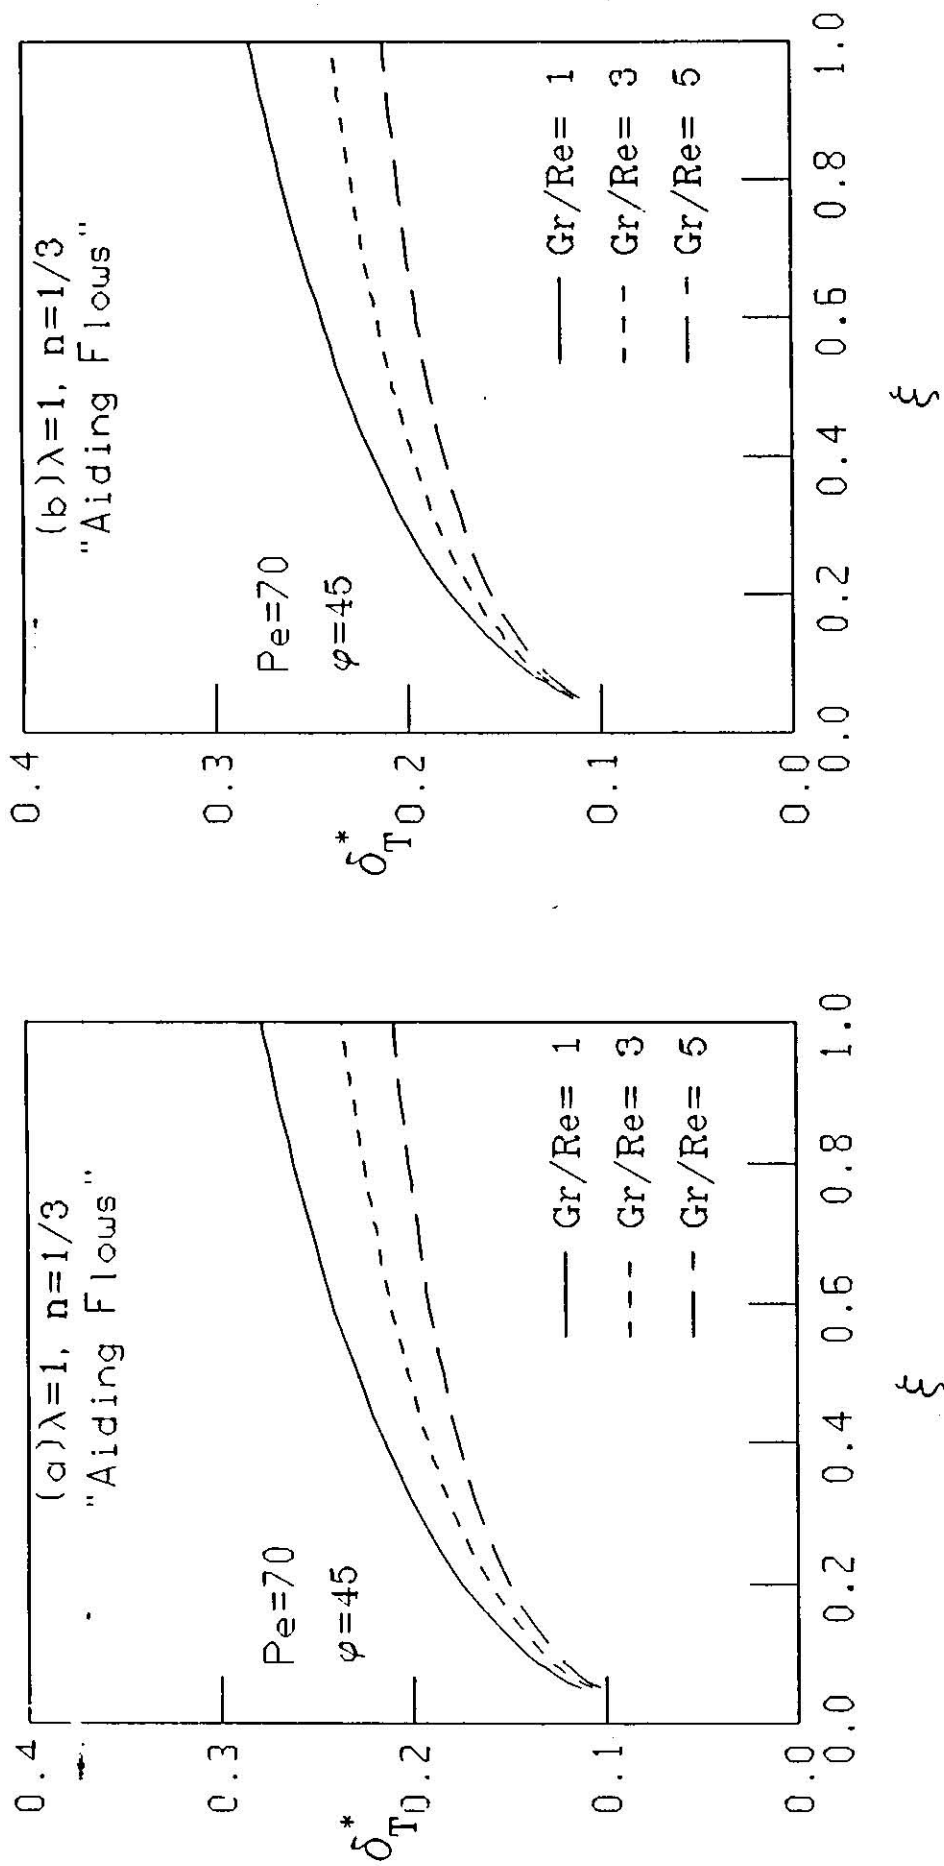 (a)λ=1, n=1/3
"Aiding Flows"
Pe=70
φ=45
δT*
0.4
0.3
0.2
0.1
0.0
Gr/Re= 1
Gr/Re= 3
Gr/Re= 5
0.0 0.2 0.4 0.6 0.8 1.0
ξ
(b)λ=1, n=1/3
"Aiding Flows"
Pe=70
φ=45
δT*
0.4
0.3
0.2
0.1
0.0
Gr/Re= 1
Gr/Re= 3
Gr/Re= 5
0.0 0.2 0.4 0.6 0.8 1.0
ξ